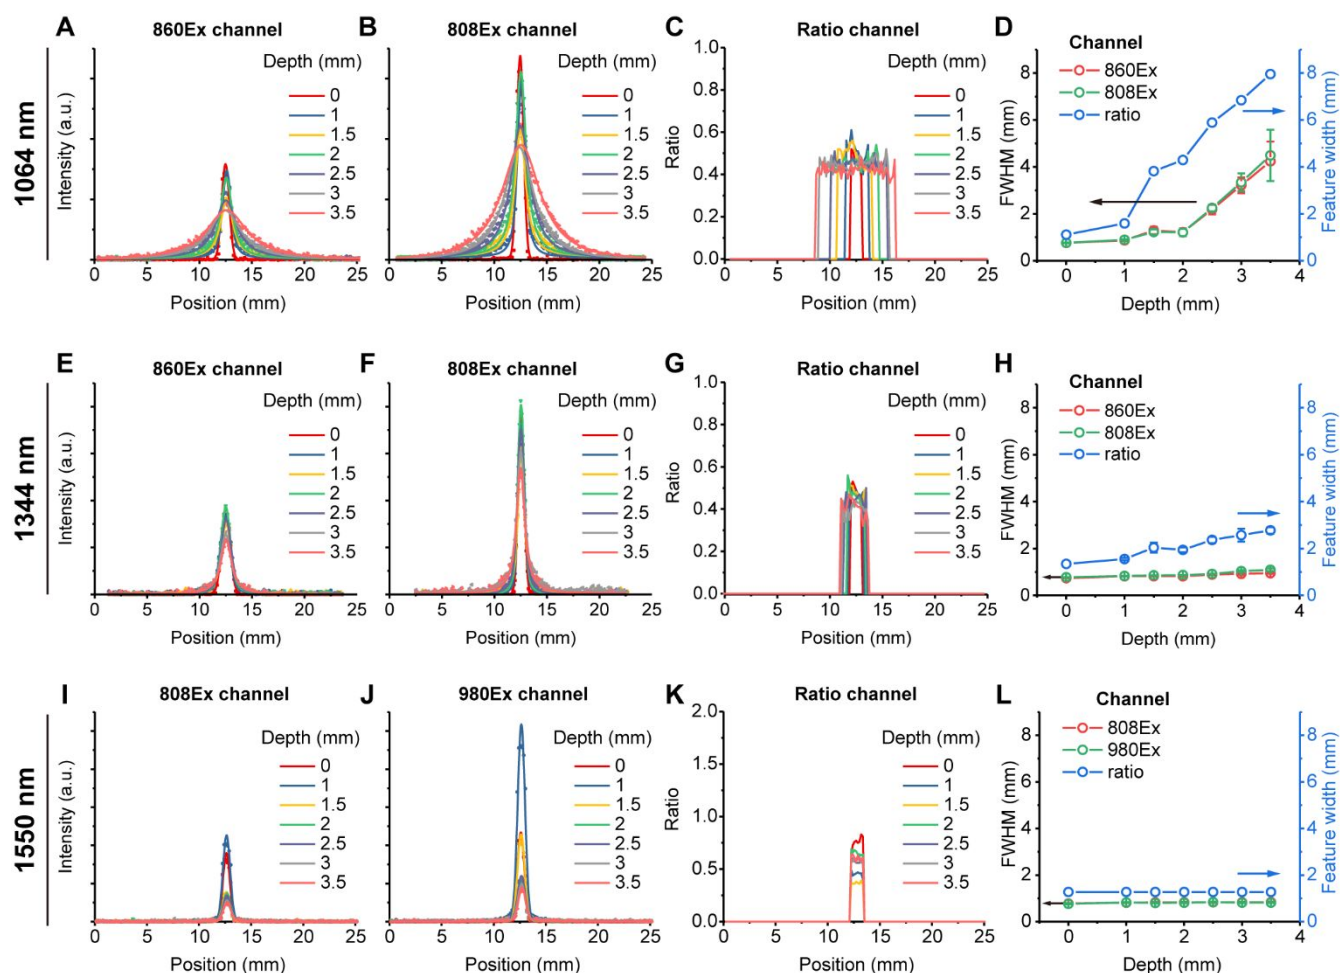 A
860Ex channel
B
808Ex channel
C
Ratio channel
D
1064 nm
Intensity (a.u.)
Depth (mm)
0
1
1.5
2
2.5
3
3.5
0 5 10 15 20 25
Position (mm)
Depth (mm)
0
1
1.5
2
2.5
3
3.5
0 5 10 15 20 25
Position (mm)
Ratio
1.0
0.8
0.6
0.4
0.2
0.0
Depth (mm)
0
1
1.5
2
2.5
3
3.5
0 5 10 15 20 25
Position (mm)
FWHM (mm)
8
6
4
2
0
Channel
860Ex
808Ex
ratio
0 1 2 3 4
Depth (mm)
8
6
4
2
0
Feature width (mm)
E
860Ex channel
F
808Ex channel
G
Ratio channel
H
1344 nm
Intensity (a.u.)
Depth (mm)
0
1
1.5
2
2.5
3
3.5
0 5 10 15 20 25
Position (mm)
Depth (mm)
0
1
1.5
2
2.5
3
3.5
0 5 10 15 20 25
Position (mm)
Ratio
1.0
0.8
0.6
0.4
0.2
0.0
Depth (mm)
0
1
1.5
2
2.5
3
3.5
0 5 10 15 20 25
Position (mm)
FWHM (mm)
8
6
4
2
0
Channel
860Ex
808Ex
ratio
0 1 2 3 4
Depth (mm)
8
6
4
2
0
Feature width (mm)
I
808Ex channel
J
980Ex channel
K
Ratio channel
L
1550 nm
Intensity (a.u.)
Depth (mm)
0
1
1.5
2
2.5
3
3.5
0 5 10 15 20 25
Position (mm)
Depth (mm)
0
1
1.5
2
2.5
3
3.5
0 5 10 15 20 25
Position (mm)
Ratio
2.0
1.5
1.0
0.5
0.0
Depth (mm)
0
1
1.5
2
2.5
3
3.5
0 5 10 15 20 25
Position (mm)
FWHM (mm)
8
6
4
2
0
Channel
808Ex
980Ex
ratio
0 1 2 3 4
Depth (mm)
8
6
4
2
0
Feature width (mm)